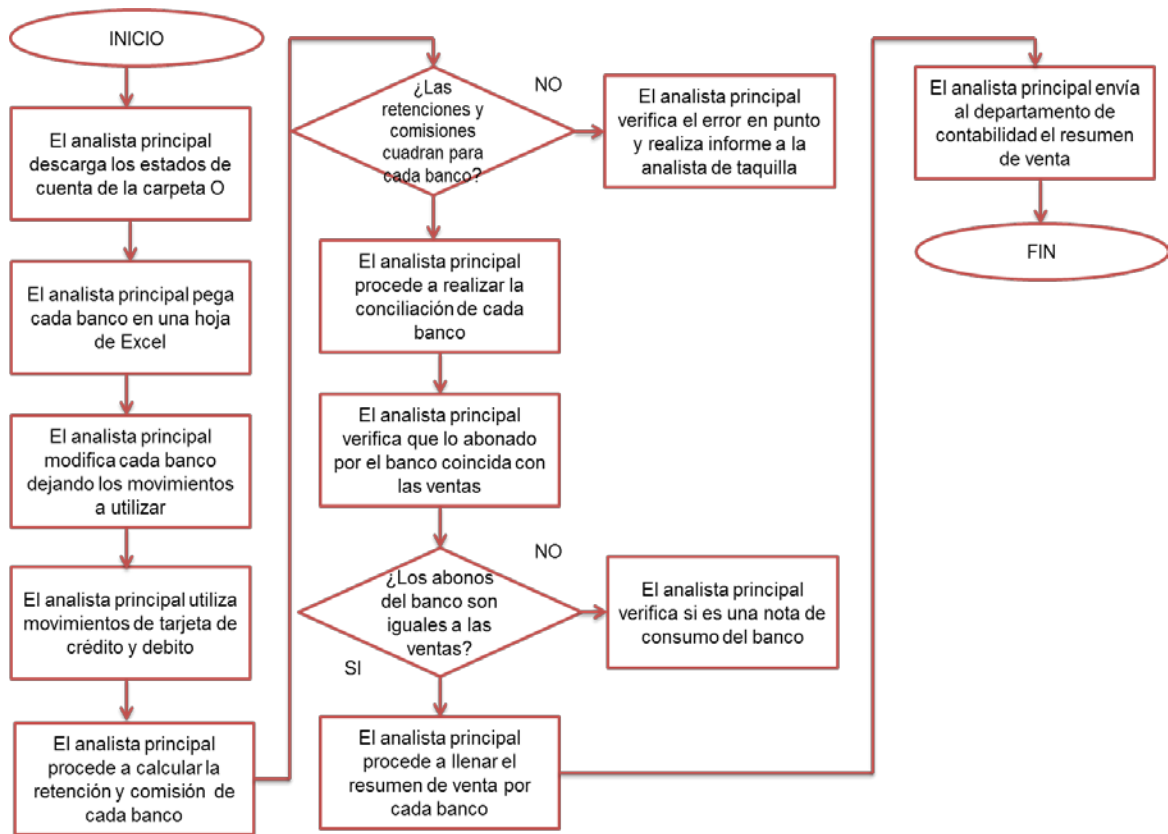 INICIO
El analista principal
descarga los estados de
cuenta de la carpeta O
El analista principal pega
cada banco en una hoja
de Excel
El analista principal
modifica cada banco
dejando los movimientos
a utilizar
El analista principal utiliza
movimientos de tarjeta de
crédito y debito
El analista principal
procede a calcular la
retención y comisión de
cada banco
¿Las
retenciones y
comisiones
cuadran para
cada banco?
NO
El analista principal
verifica el error en punto
y realiza informe a la
analista de taquilla
El analista principal
procede a realizar la
conciliación de cada
banco
El analista principal
verifica que lo abonado
por el banco coincida con
las ventas
¿Los abonos
del banco son
iguales a las
ventas?
NO
El analista principal
verifica si es una nota de
consumo del banco
SI
El analista principal
procede a llenar el
resumen de venta por
cada banco
El analista principal envía
al departamento de
contabilidad el resumen
de venta
FIN